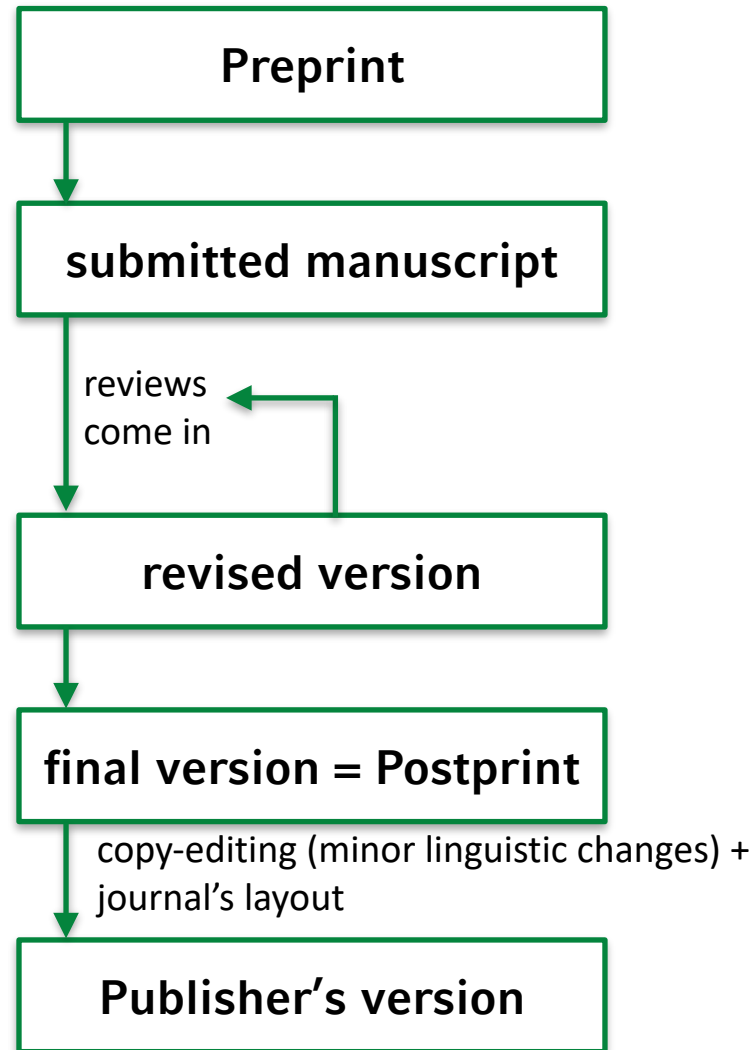 Preprint
submitted manuscript
reviews
come in
revised version
final version = Postprint
copy-editing (minor linguistic changes) +
journal’s layout
Publisher’s version